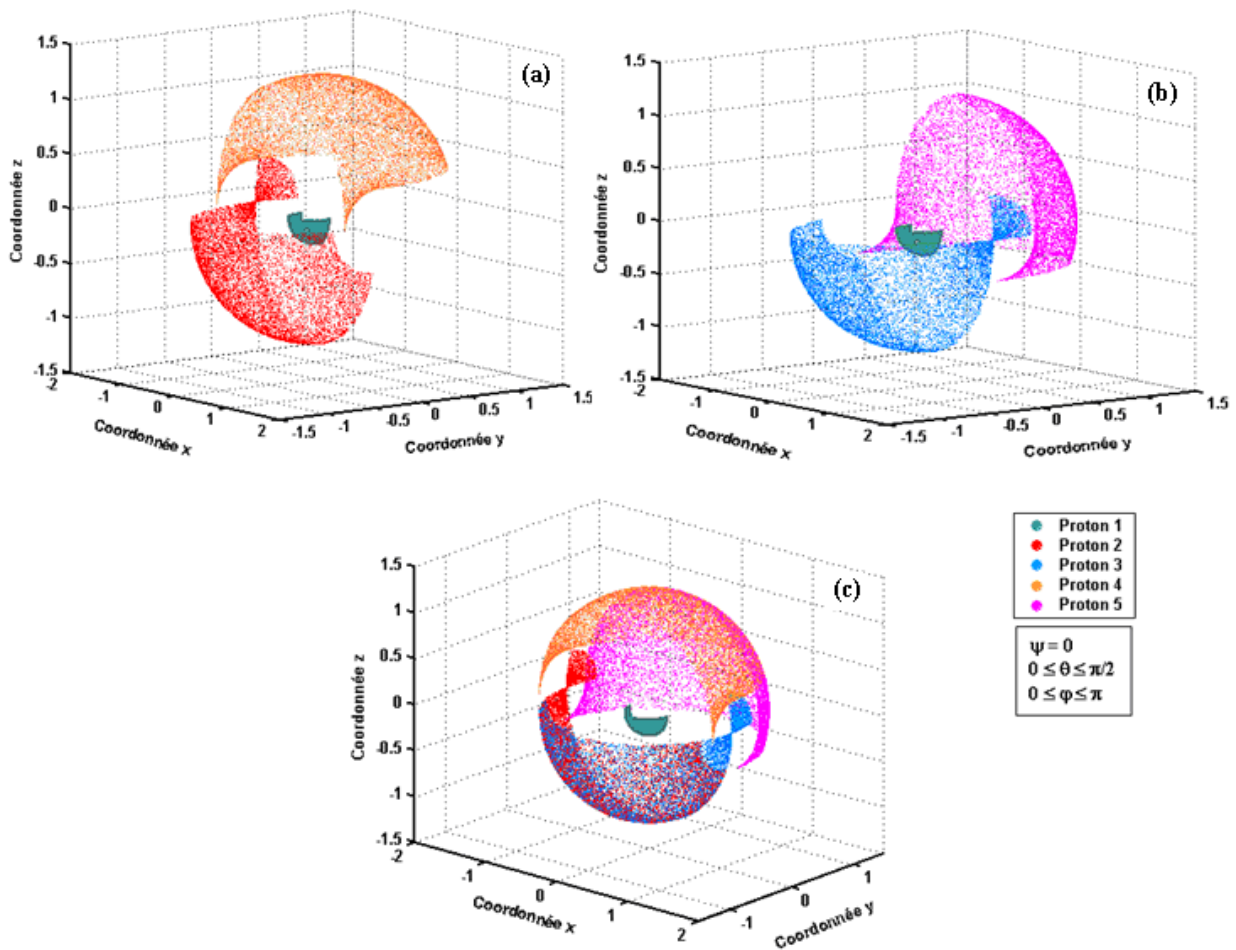 (a)
1.5
1
0.5
0
-0.5
-1
-1.5
Coordonnée z
-2
-1
0
1
2
Coordonnée x
-1.5
-1
-0.5
0
0.5
1
1.5
Coordonnée y
(b)
1.5
1
0.5
0
-0.5
-1
-1.5
Coordonnée z
-2
-1
0
1
2
Coordonnée x
-1.5
-1
-0.5
0
0.5
1
1.5
Coordonnée y
(c)
1.5
1
0.5
0
-0.5
-1
-1.5
Coordonnée z
-2
-1
0
1
2
Coordonnée x
-1
0
1
Coordonnée y
Proton 1
Proton 2
Proton 3
Proton 4
Proton 5
ψ = 0
0 ≤ θ ≤ π/2
0 ≤ φ ≤ π